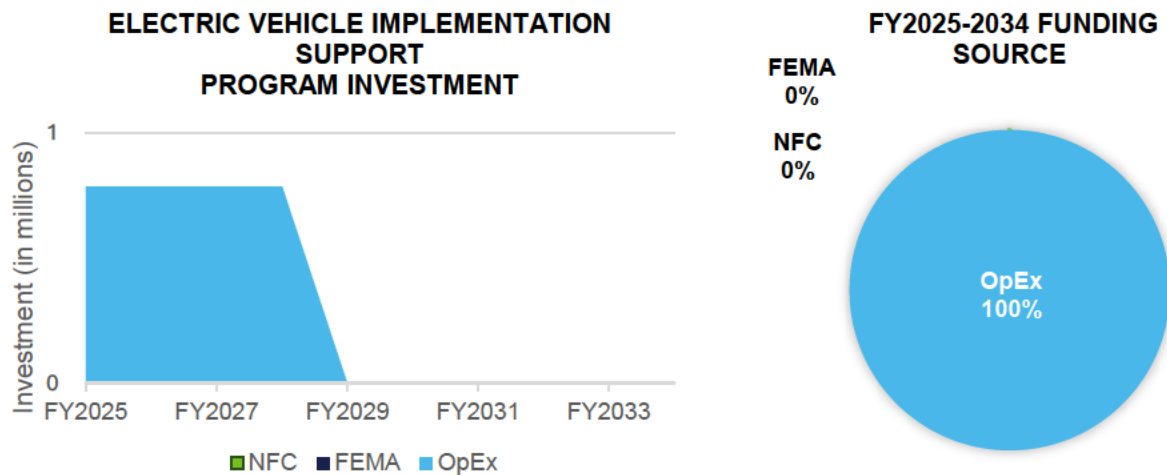 ELECTRIC VEHICLE IMPLEMENTATION
SUPPORT
PROGRAM INVESTMENT
Investment (in millions)
1
0
FY2025
FY2027
FY2029
FY2031
FY2033
NFC
FEMA
OpEx
FY2025-2034 FUNDING
SOURCE
FEMA
0%
NFC
0%
OpEx
100%